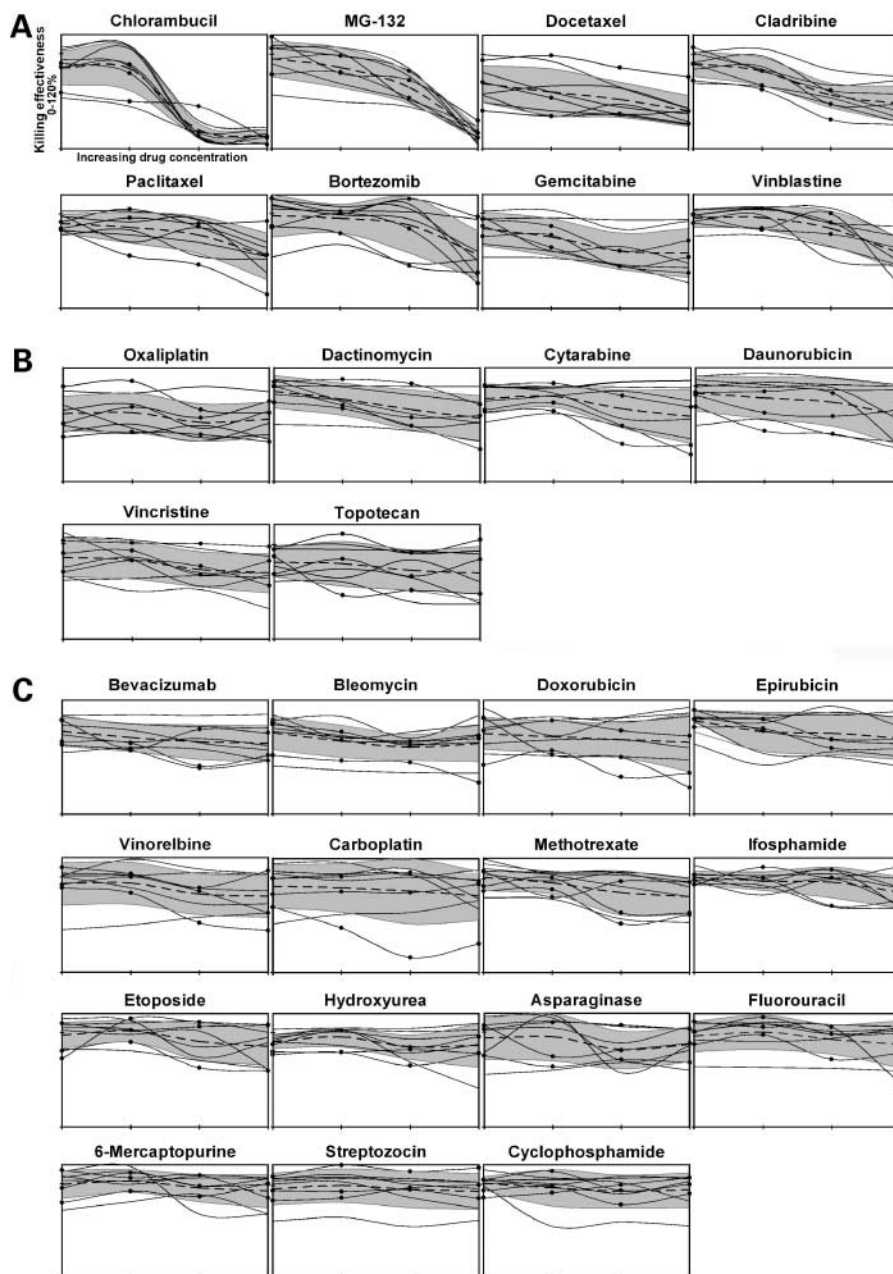 A
Chlorambucil MG-132 Docetaxel Cladribine
Killing effectiveness
0-120%
Increasing drug concentration
Paclitaxel Bortezomib Gemcitabine Vinblastine
B
Oxaliplatin Dactinomycin Cytarabine Daunorubicin
Vincristine Topotecan
C
Bevacizumab Bleomycin Doxorubicin Epirubicin
Vinorelbine Carboplatin Methotrexate Ifosphamide
Etoposide Hydroxyurea Asparaginase Fluorouracil
6-Mercaptopurine Streptozocin Cyclophosphamide